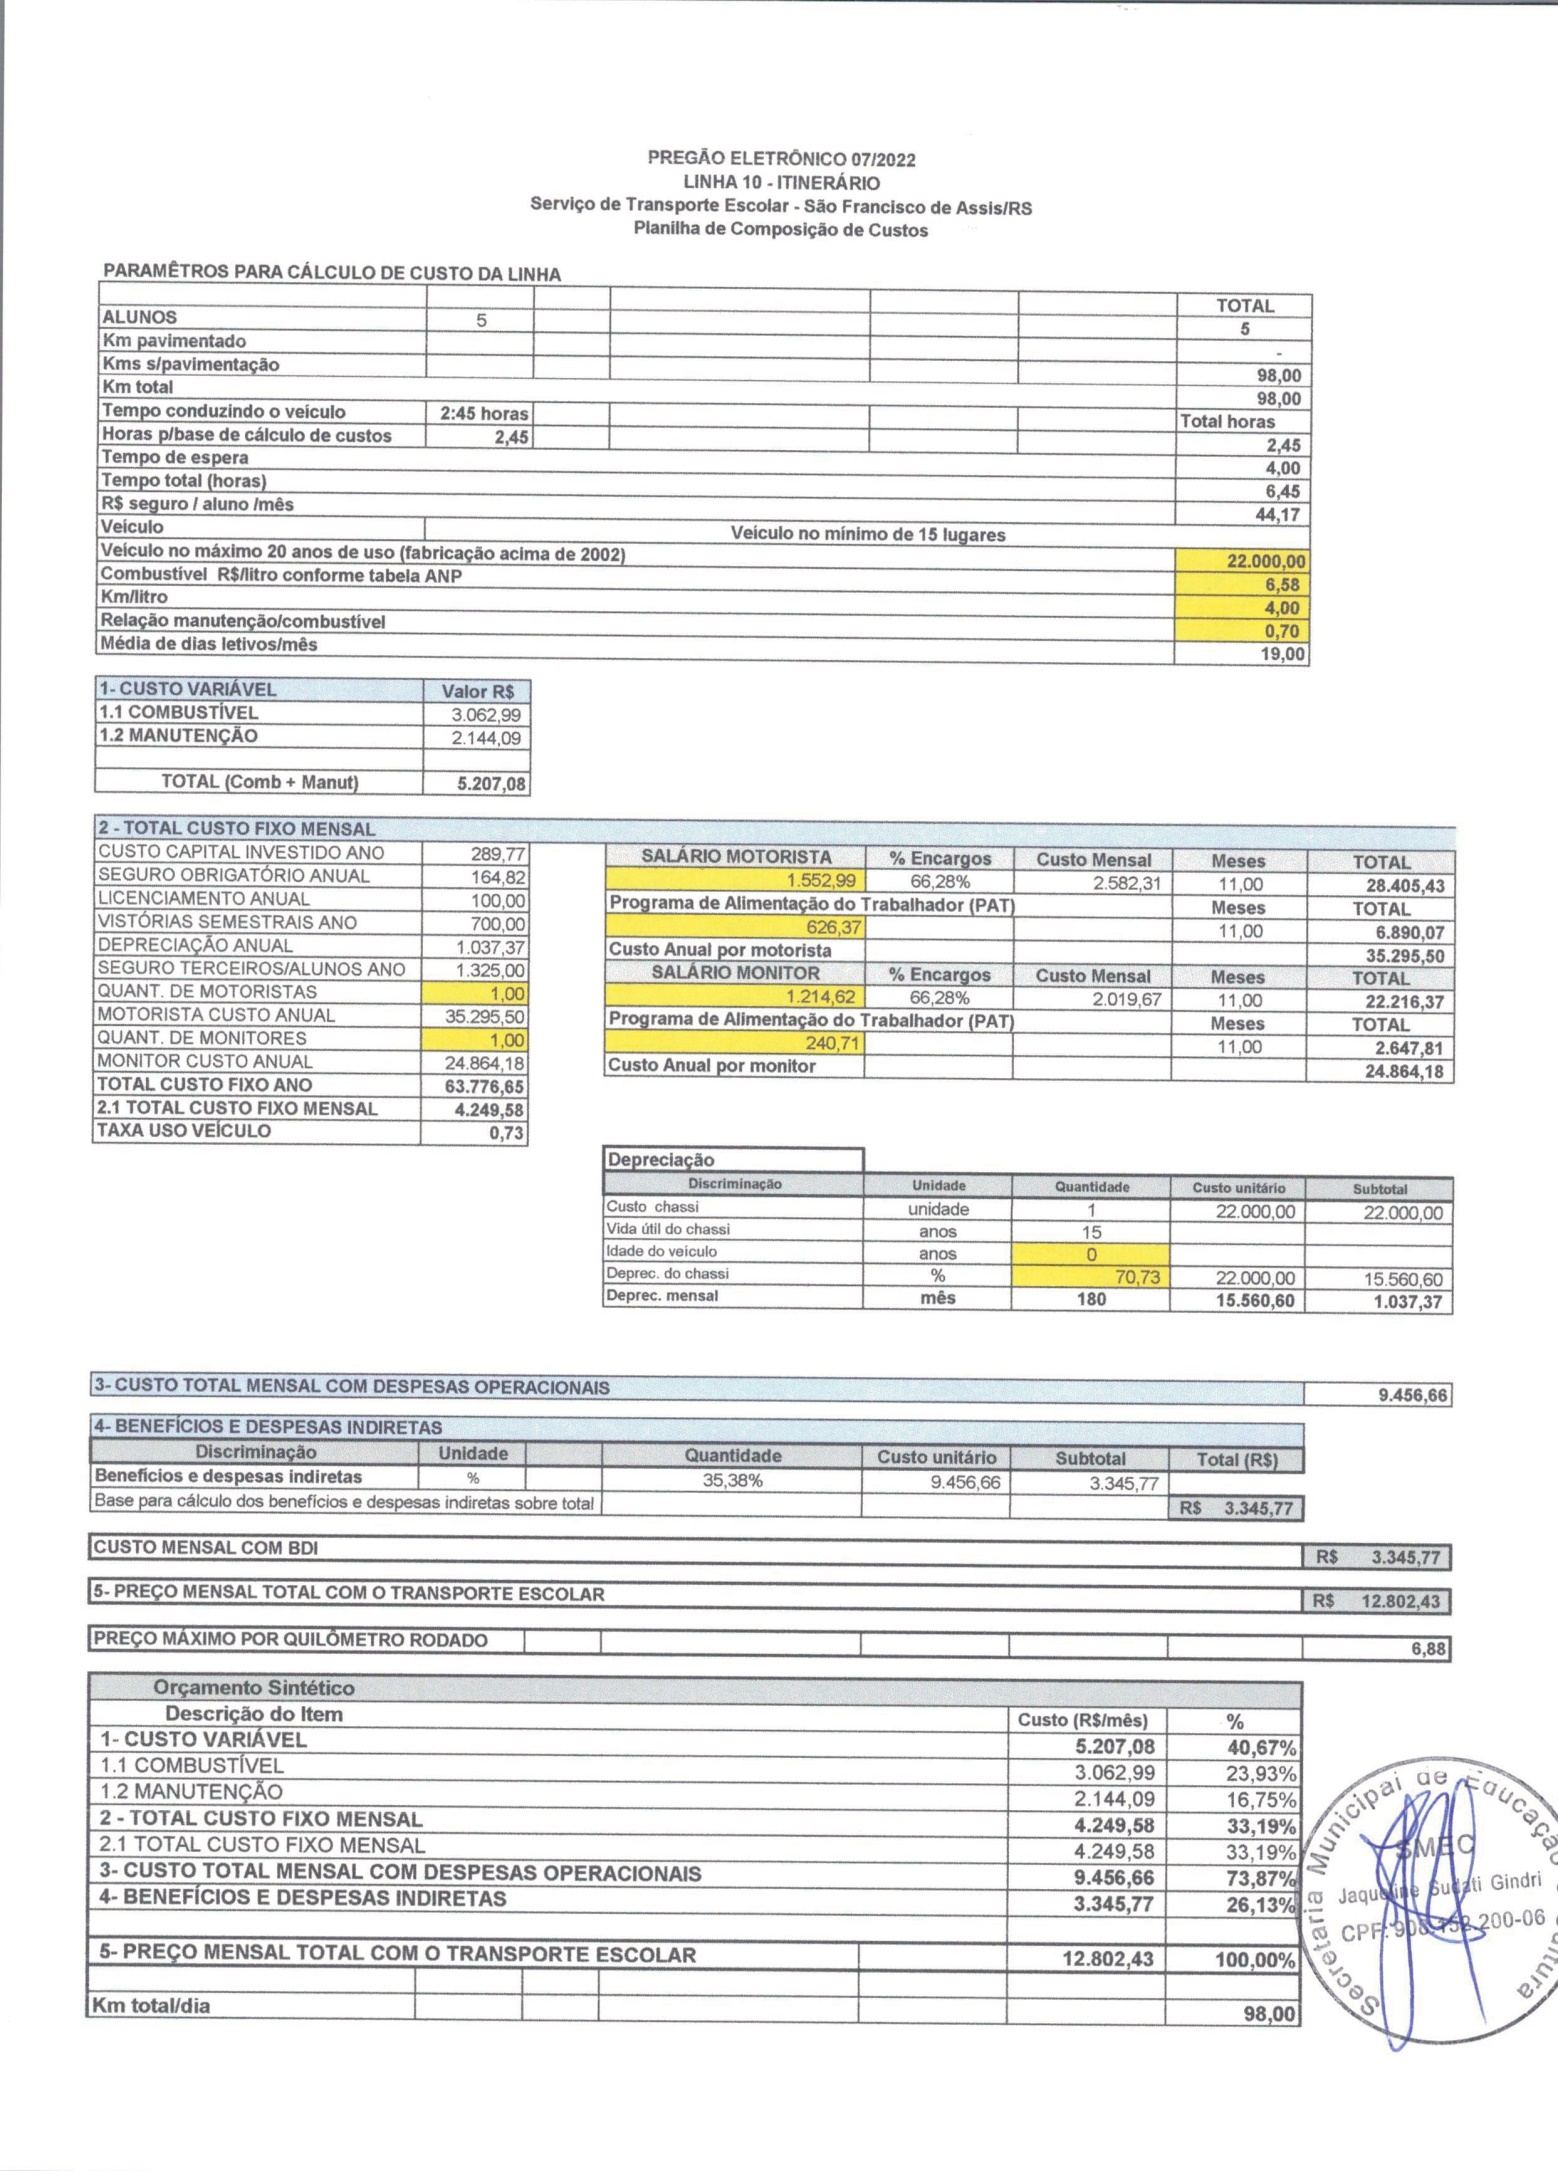 PREGÃO ELETRÔNICO 07/2022
LINHA 10 - ITINERÁRIO
Serviço de Transporte Escolar - São Francisco de Assis/RS
Planilha de Composição de Custos
PARAMÊTROS PARA CÁLCULO DE CUSTO DA LINHA
TOTAL
ALUNOS 5 5
Km pavimentado -
Kms s/pavimentação 98,00
Km total 98,00
Tempo conduzindo o veículo 2:45 horas Total horas
Horas p/base de cálculo de custos 2,45 2,45
Tempo de espera 4,00
Tempo total (horas) 6,45
R$ seguro / aluno /mês 44,17
Veículo Veículo no mínimo de 15 lugares
Veículo no máximo 20 anos de uso (fabricação acima de 2002) 22.000,00
Combustível R$/litro conforme tabela ANP 6,58
Km/litro 4,00
Relação manutenção/combustível 0,70
Média de dias letivos/mês 19,00
1- CUSTO VARIÁVEL Valor R$
1.1 COMBUSTÍVEL 3.062,99
1.2 MANUTENÇÃO 2.144,09
TOTAL (Comb + Manut) 5.207,08
2 - TOTAL CUSTO FIXO MENSAL
CUSTO CAPITAL INVESTIDO ANO 289,77
SEGURO OBRIGATÓRIO ANUAL 164,82
LICENCIAMENTO ANUAL 100,00
VISTÓRIAS SEMESTRAIS ANO 700,00
DEPRECIAÇÃO ANUAL 1.037,37
SEGURO TERCEIROS/ALUNOS ANO 1.325,00
QUANT. DE MOTORISTAS 1,00
MOTORISTA CUSTO ANUAL 35.295,50
QUANT. DE MONITORES 1,00
MONITOR CUSTO ANUAL 24.864,18
TOTAL CUSTO FIXO ANO 63.776,65
2.1 TOTAL CUSTO FIXO MENSAL 4.249,58
TAXA USO VEÍCULO 0,73
SALÁRIO MOTORISTA % Encargos Custo Mensal Meses TOTAL
1.552,99 66,28% 2.582,31 11,00 28.405,43
Programa de Alimentação do Trabalhador (PAT) Meses TOTAL
626,37 11,00 6.890,07
Custo Anual por motorista 35.295,50
SALÁRIO MONITOR % Encargos Custo Mensal Meses TOTAL
1.214,62 66,28% 2.019,67 11,00 22.216,37
Programa de Alimentação do Trabalhador (PAT) Meses TOTAL
240,71 11,00 2.647,81
Custo Anual por monitor 24.864,18
Depreciação
Discriminação Unidade Quantidade Custo unitário Subtotal
Custo chassi unidade 1 22.000,00 22.000,00
Vida útil do chassi anos 15
Idade do veículo anos 0
Deprec. do chassi % 70,73 22.000,00 15.560,60
Deprec. mensal mês 180 15.560,60 1.037,37
3- CUSTO TOTAL MENSAL COM DESPESAS OPERACIONAIS 9.456,66
4- BENEFÍCIOS E DESPESAS INDIRETAS
Discriminação Unidade Quantidade Custo unitário Subtotal Total (R$)
Benefícios e despesas indiretas % 35,38% 9.456,66 3.345,77
Base para cálculo dos benefícios e despesas indiretas sobre total R$ 3.345,77
CUSTO MENSAL COM BDI R$ 3.345,77
5- PREÇO MENSAL TOTAL COM O TRANSPORTE ESCOLAR R$ 12.802,43
PREÇO MÁXIMO POR QUILÔMETRO RODADO 6,88
Orçamento Sintético
Descrição do Item Custo (R$/mês) %
1- CUSTO VARIÁVEL 5.207,08 40,67%
1.1 COMBUSTÍVEL 3.062,99 23,93%
1.2 MANUTENÇÃO 2.144,09 16,75%
2 - TOTAL CUSTO FIXO MENSAL 4.249,58 33,19%
2.1 TOTAL CUSTO FIXO MENSAL 4.249,58 33,19%
3- CUSTO TOTAL MENSAL COM DESPESAS OPERACIONAIS 9.456,66 73,87%
4- BENEFÍCIOS E DESPESAS INDIRETAS 3.345,77 26,13%
5- PREÇO MENSAL TOTAL COM O TRANSPORTE ESCOLAR 12.802,43 100,00%
Km total/dia 98,00
Secretaria Municipal de Educação
SMEC
Jaqueline Sudati Gindri
CPF: